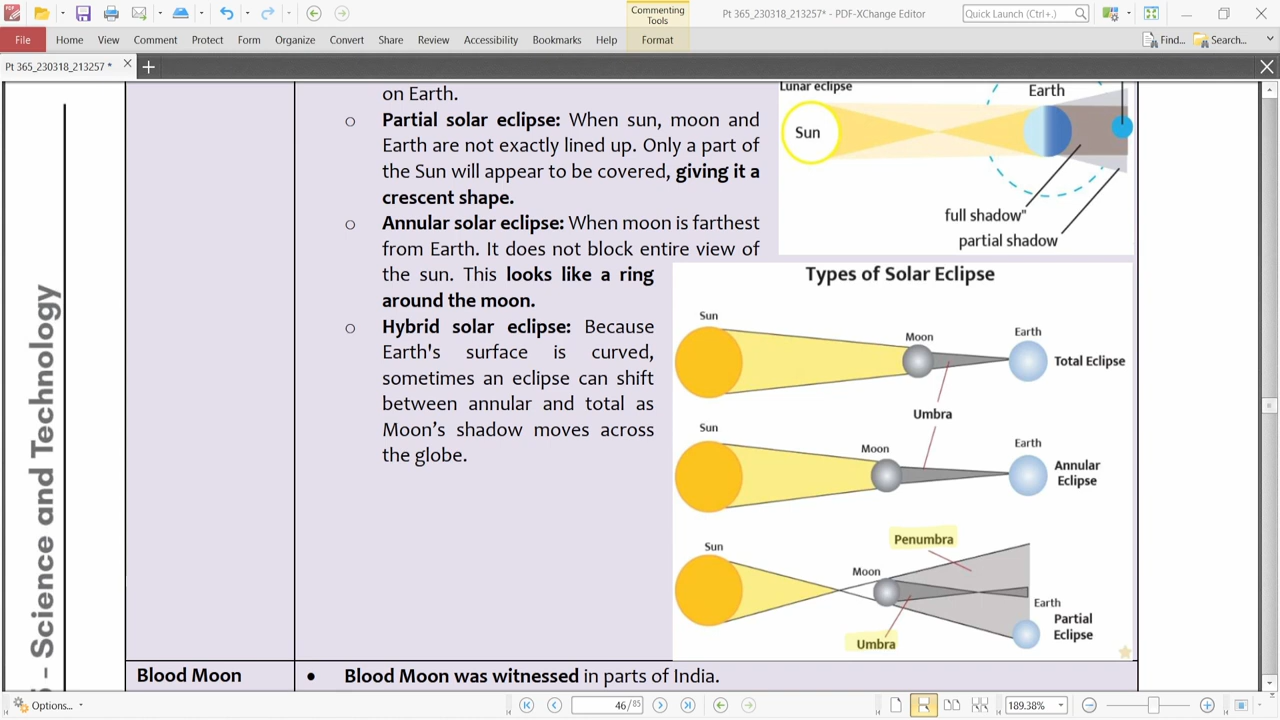 Commenting
Tools
Pt 365_230318_213257* - PDF-XChange Editor
Quick Launch (Ctrl+.)
File
Home
View
Comment
Protect
Form
Organize
Convert
Share
Review
Accessibility
Bookmarks
Help
Format
Find...
Search...
Pt 365_230318_213257 *
on Earth.
Partial solar eclipse: When sun, moon and
Earth are not exactly lined up. Only a part of
the Sun will appear to be covered, giving it a
crescent shape.
Annular solar eclipse: When moon is farthest
from Earth. It does not block entire view of
the sun. This looks like a ring
around the moon.
Hybrid solar eclipse: Because
Earth's surface is curved,
sometimes an eclipse can shift
between annular and total as
Moon's shadow moves across
the globe.
Lunar eclipse
Earth
Sun
full shadow"
partial shadow
Types of Solar Eclipse
Sun
Moon
Earth
Total Eclipse
Umbra
Sun
Moon
Earth
Annular
Eclipse
Sun
Penumbra
Moon
Earth
Partial
Eclipse
Umbra
- Science and Technology
Blood Moon
• Blood Moon was witnessed in parts of India.
Options...
46 /85
189.38%